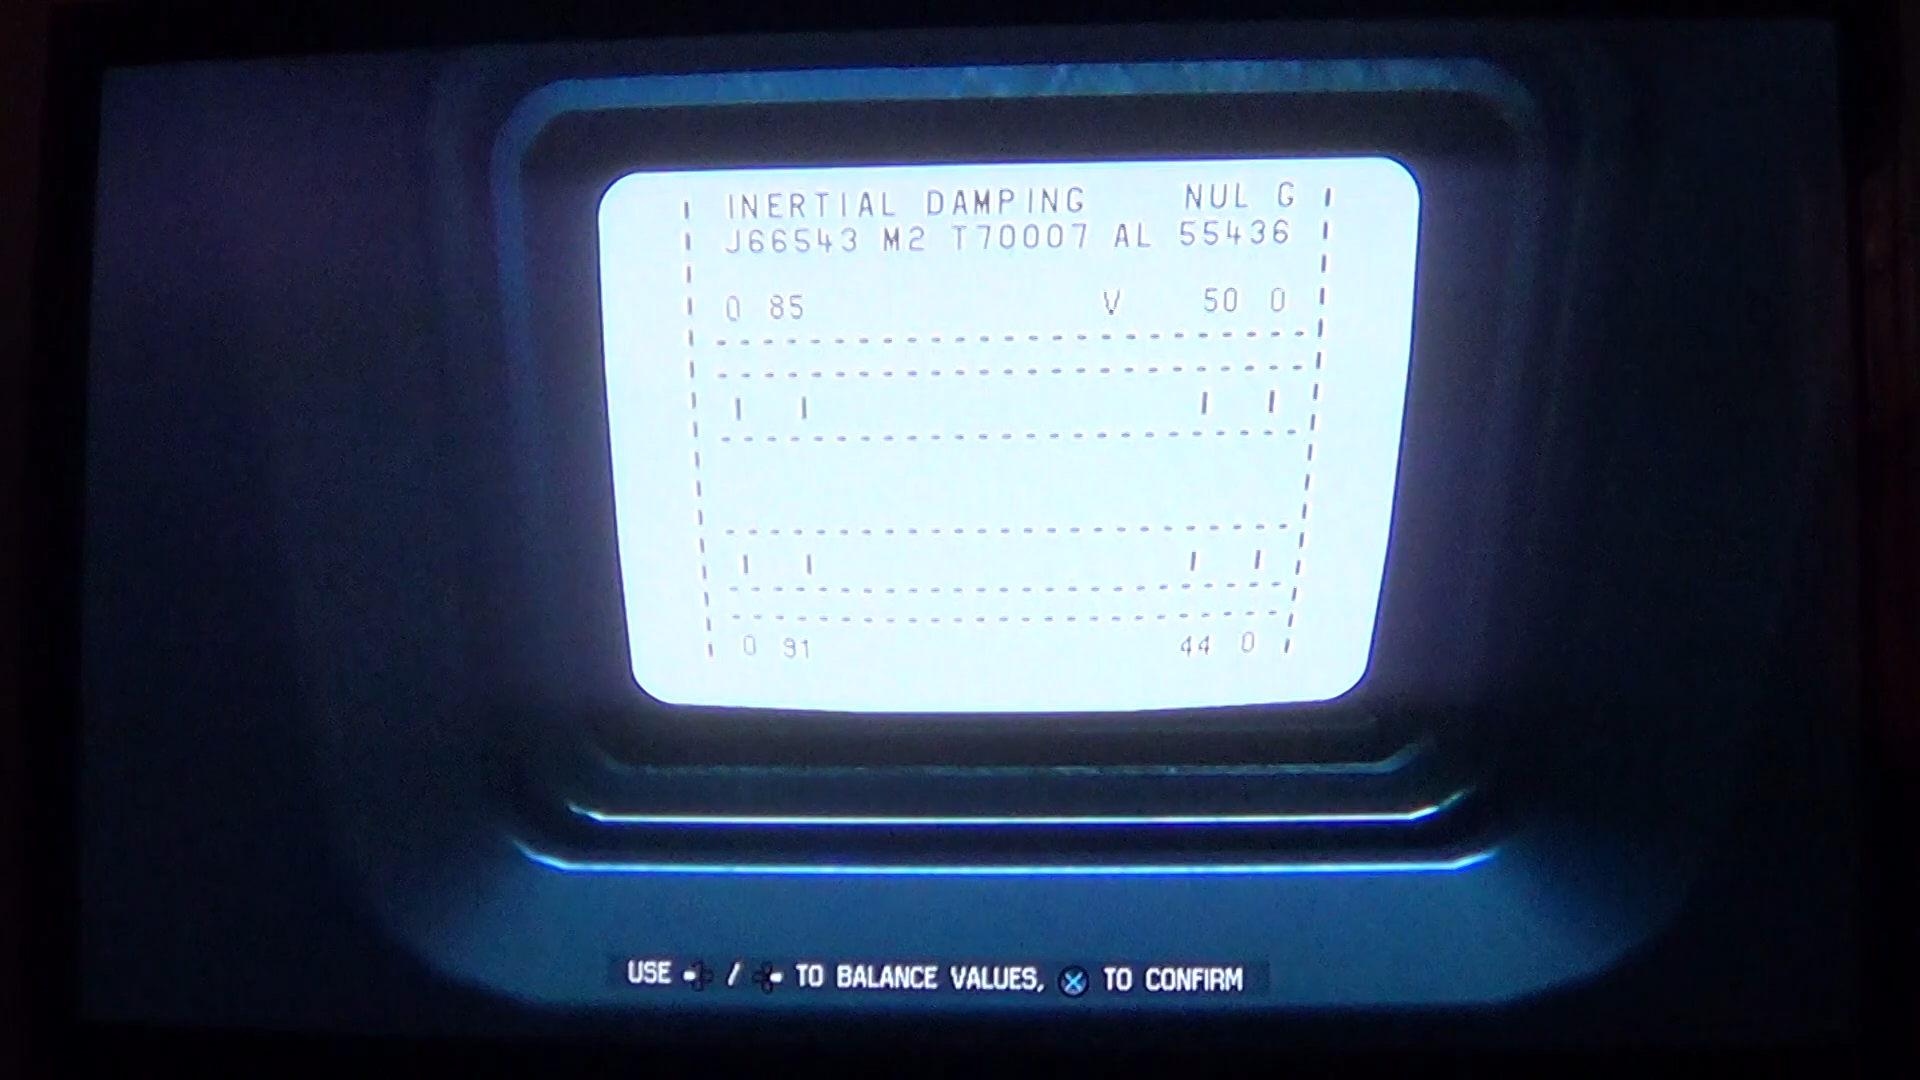 INERTIAL DAMPING NUL G
J66543 M2 T70007 AL 55436
0 85 V 50 0
0 91 44 0
USE / TO BALANCE VALUES, TO CONFIRM